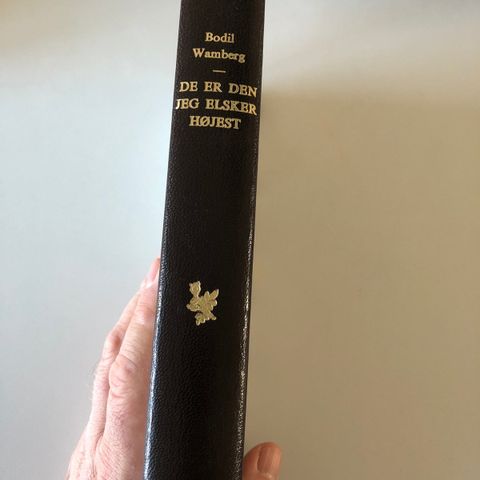 Bodil
Wamberg
—
DE ER DEN
JEG ELSKER
HØJEST